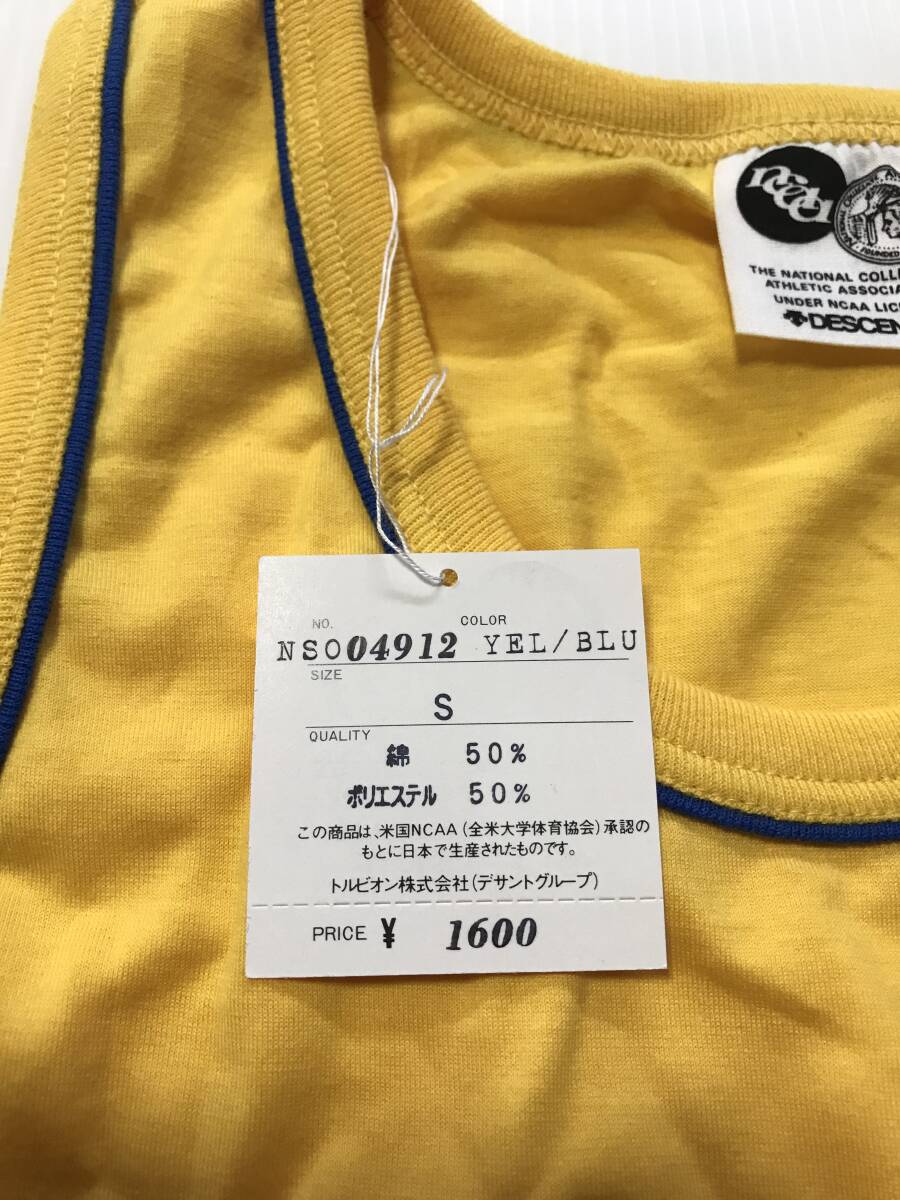 ncaa
FOUNDED
THE NATIONAL COLLE
ATHLETIC ASSOCIA
UNDER NCAA LIC
DESCEN
NO. COLOR
NSO04912 YEL/BLU
SIZE
S
QUALITY
綿 50%
ポリエステル 50%
この商品は、米国NCAA(全米大学体育協会)承認の
もとに日本で生産されたものです。
トルビオン株式会社(デサントグループ)
PRICE ¥ 1600